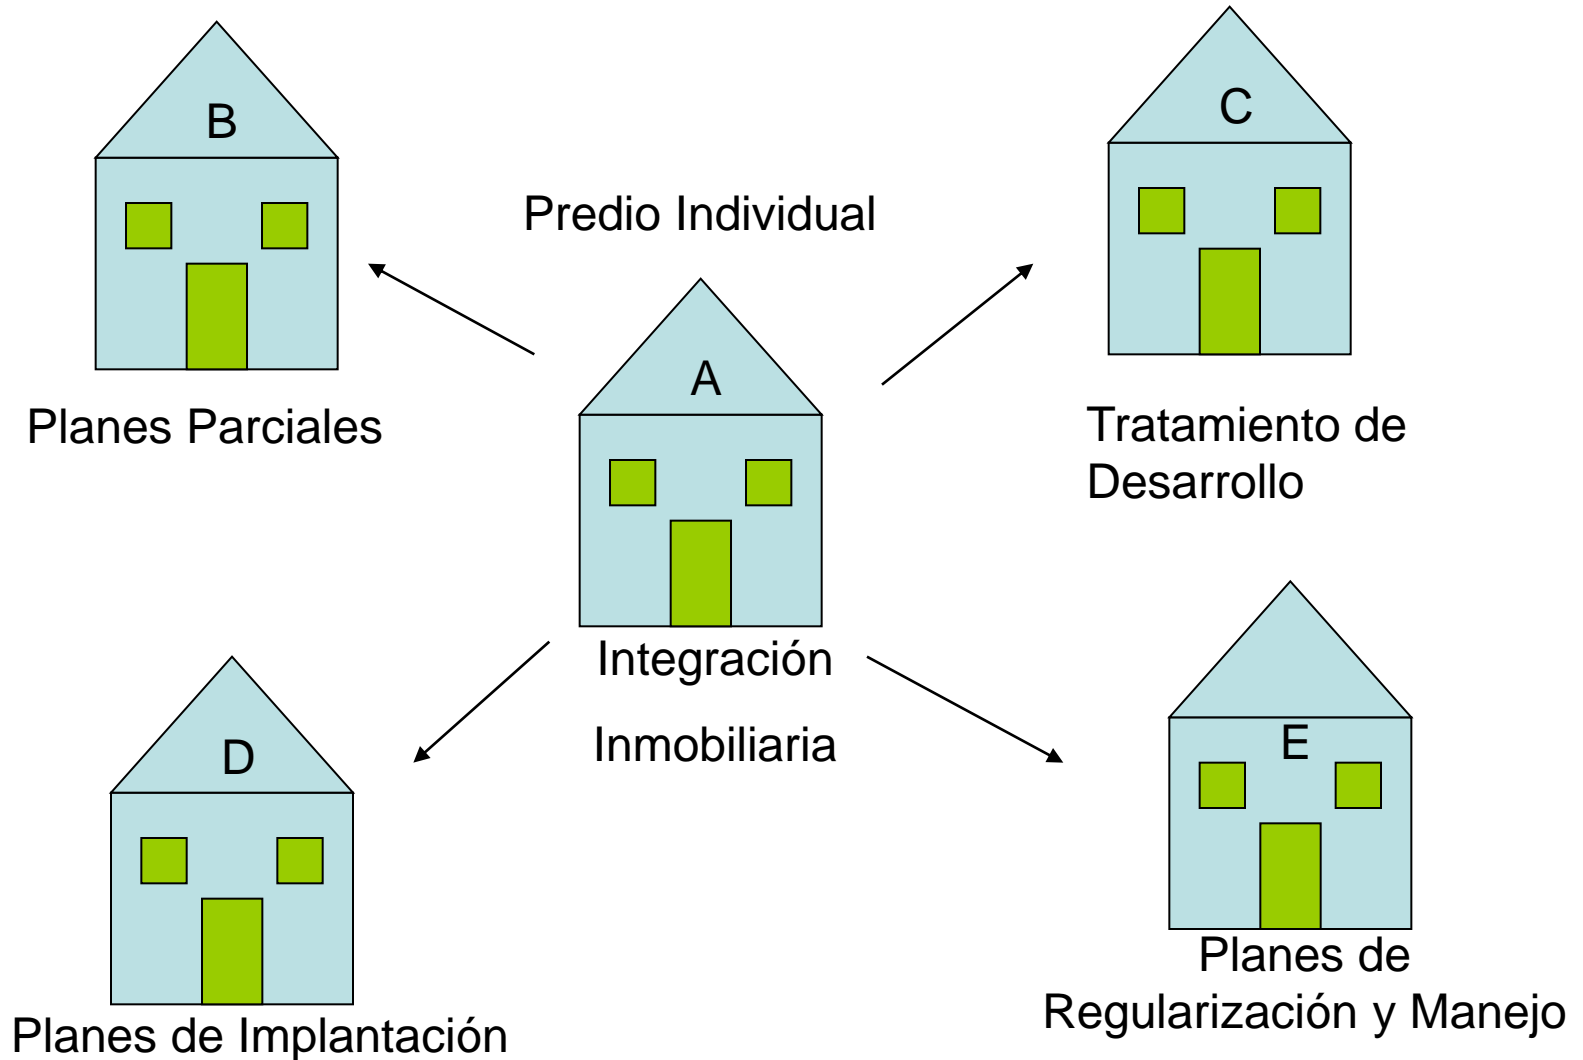 B
C
Predio Individual
A
Planes Parciales
Tratamiento de
Desarrollo
Integración
Inmobiliaria
D
E
Planes de Implantación
Planes de
Regularización y Manejo